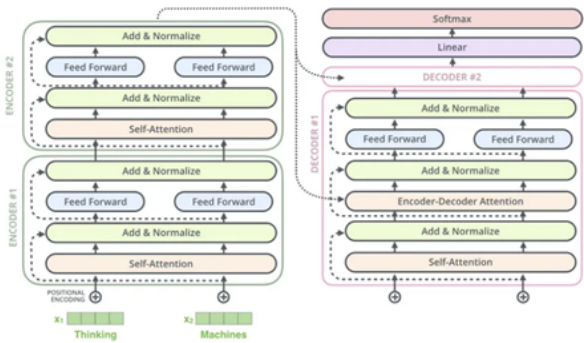 ENCODER #2
Add & Normalize
Feed Forward Feed Forward
Add & Normalize
Self-Attention
ENCODER #1
Add & Normalize
Feed Forward Feed Forward
Add & Normalize
Self-Attention
POSITIONAL
ENCODING
x₁ x₂
Thinking Machines
Softmax
Linear
DECODER #2
DECODER #1
Add & Normalize
Feed Forward Feed Forward
Add & Normalize
Encoder-Decoder Attention
Add & Normalize
Self-Attention